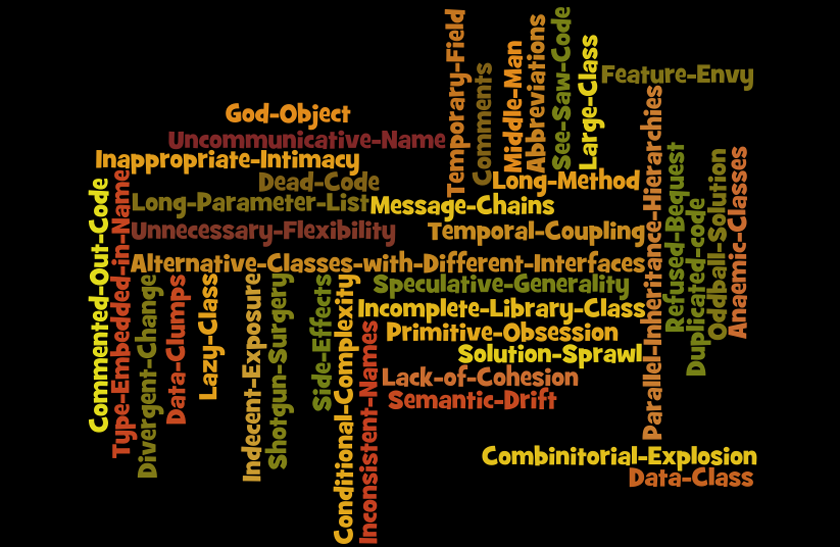 Temporary-Field
Comments
Middle-Man
Abbreviations
See-Saw-Code
Large-Class
Feature-Envy
God-Object
Uncommunicative-Name
Inappropriate-Intimacy
Dead-Code
Long-Method
Long-Parameter-List
Message-Chains
Unnecessary-Flexibility
Temporal-Coupling
Alternative-Classes-with-Different-Interfaces
Speculative-Generality
Incomplete-Library-Class
Primitive-Obsession
Solution-Sprawl
Lack-of-Cohesion
Semantic-Drift
Commented-Out-Code
Type-Embedded-in-Name
Divergent-Change
Data-Clumps
Lazy-Class
Indecent-Exposure
Shotgun-Surgery
Side-Effects
Conditional-Complexity
Inconsistent-Names
Parallel-Inheritance-Hierarchies
Refused-Bequest
Duplicated-code
Oddball-Solution
Anaemic-Classes
Combinitorial-Explosion
Data-Class